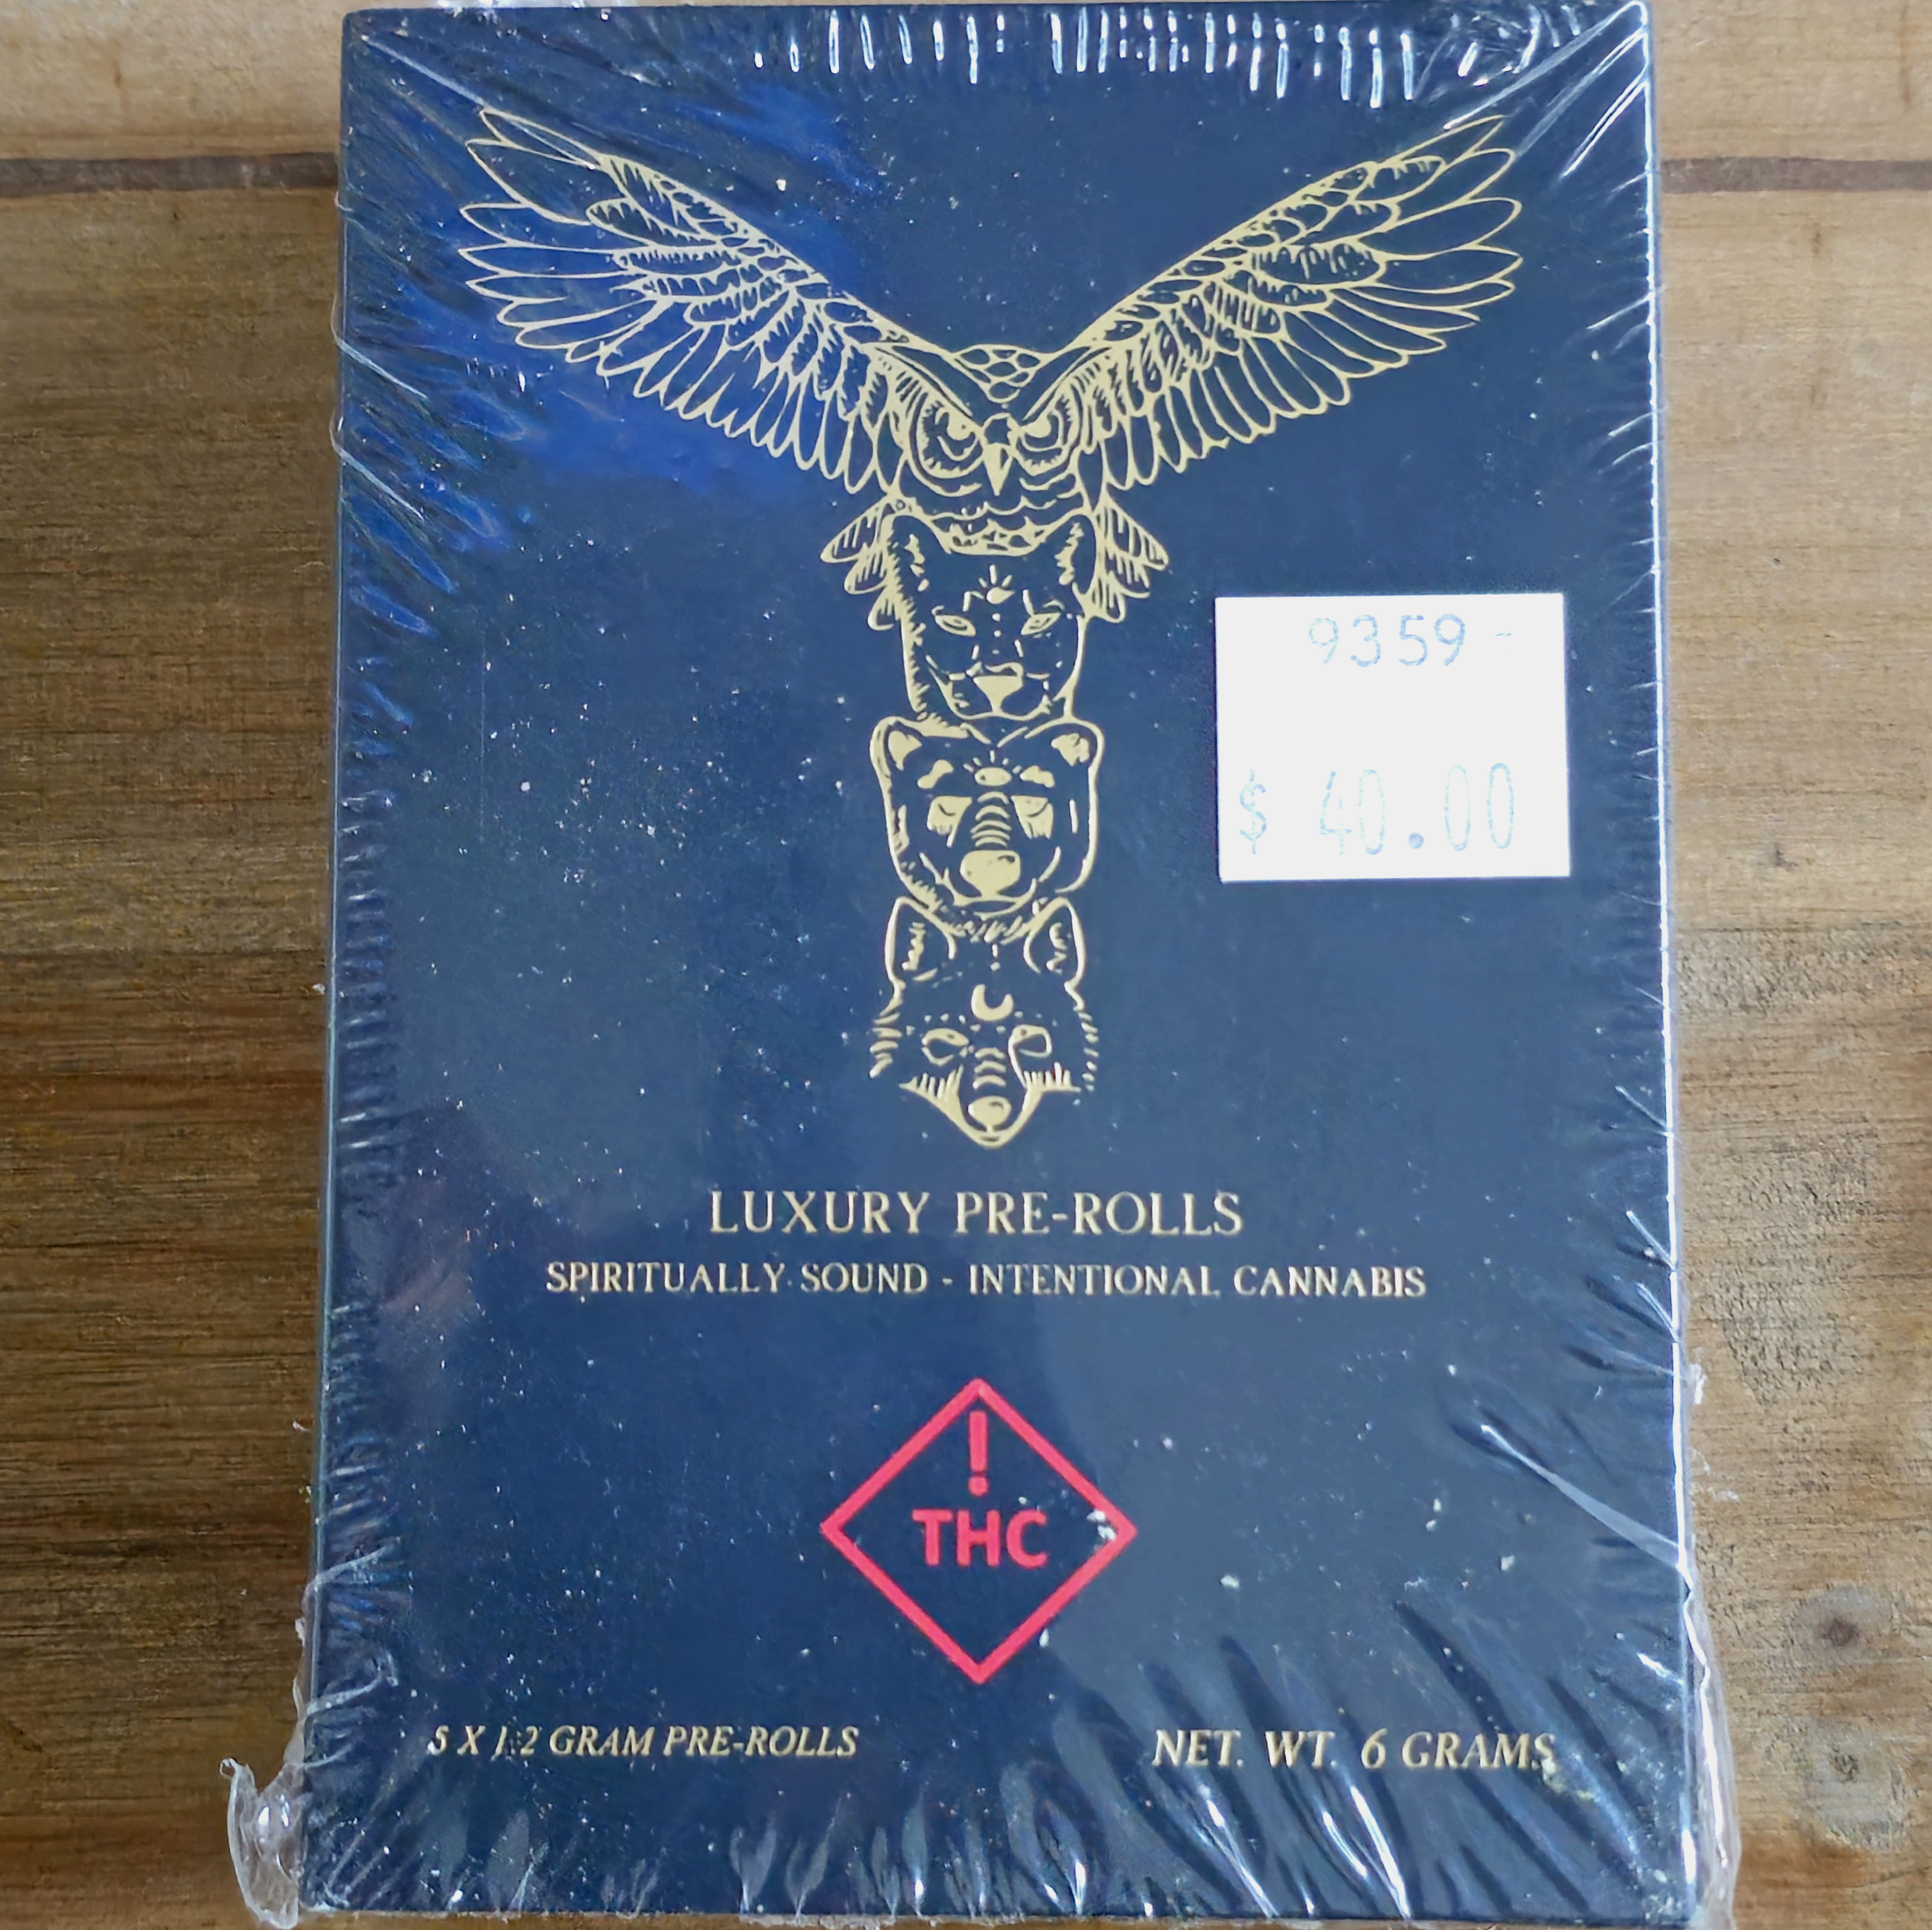 9359 -
$ 40.00
LUXURY PRE-ROLLS
SPIRITUALLY SOUND - INTENTIONAL CANNABIS
!
THC
5 X 1.2 GRAM PRE-ROLLS
NET. WT. 6 GRAMS